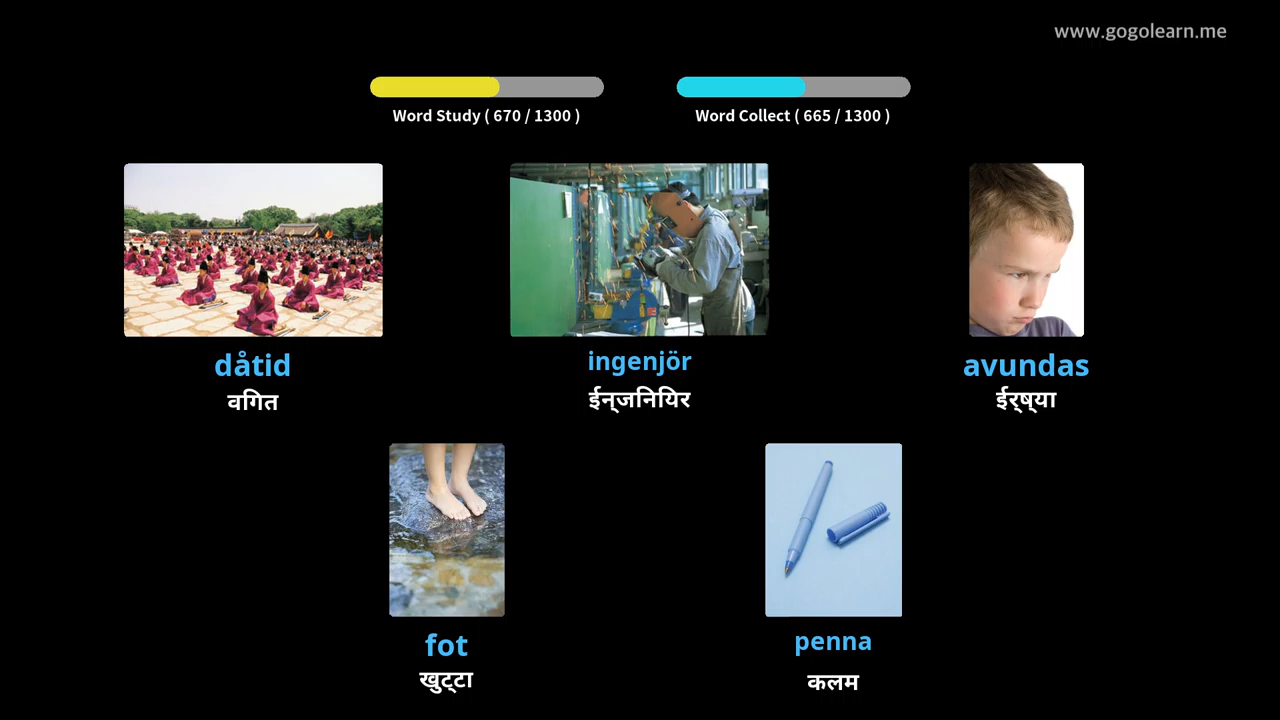 www.gogolearn.me
Word Study ( 670 / 1300 )
Word Collect ( 665 / 1300 )
dåtid
वगित
ingenjör
ईन्जनियिर
avundas
ईर्ष्या
fot
खुट्टा
penna
कलम